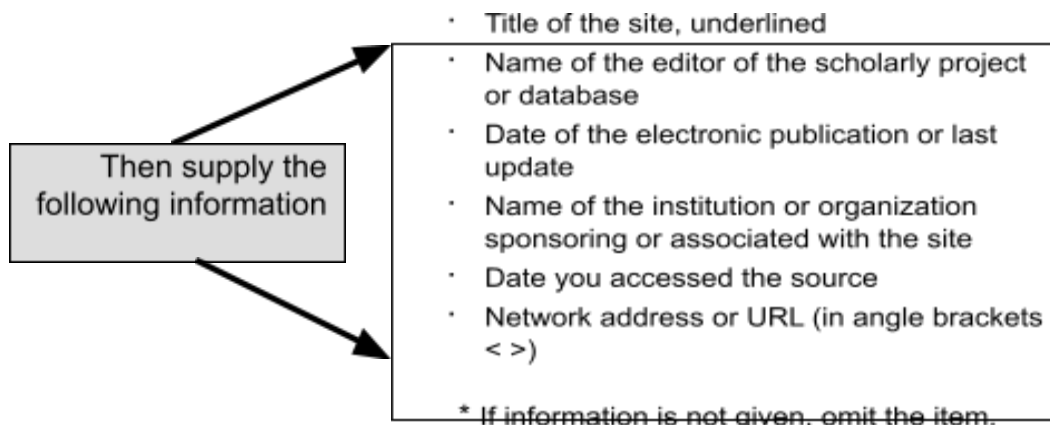 Then supply the
following information
· Title of the site, underlined
· Name of the editor of the scholarly project
or database
· Date of the electronic publication or last
update
· Name of the institution or organization
sponsoring or associated with the site
· Date you accessed the source
· Network address or URL (in angle brackets
< >)
* If information is not given, omit the item.